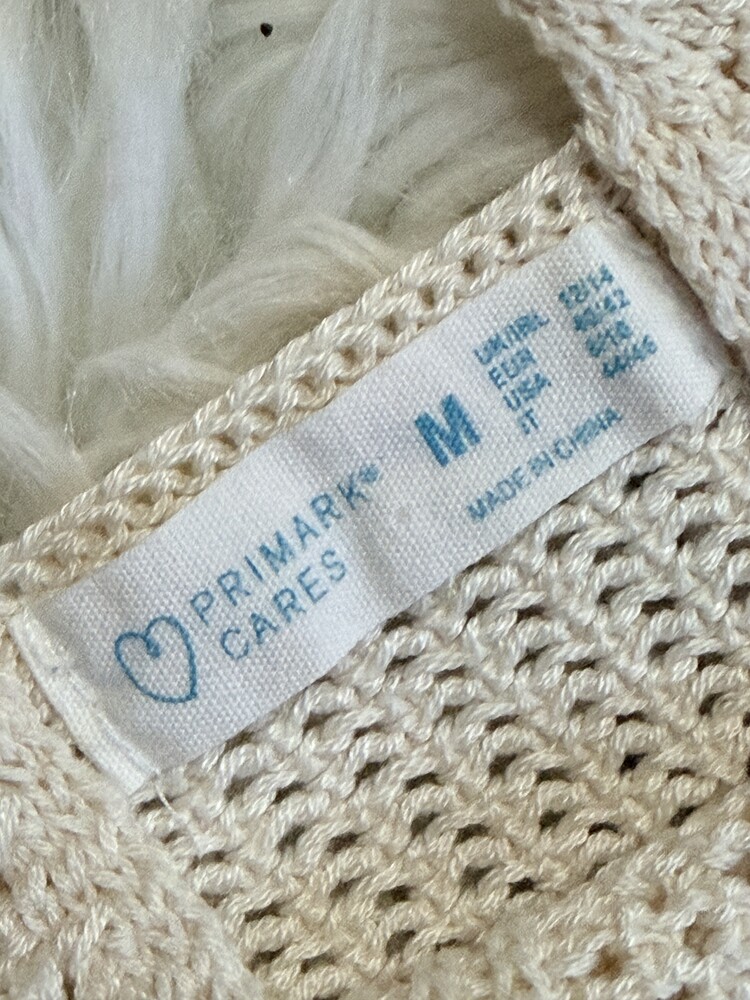 PRIMARK®
CARES
M
UK/IRL 12/14
EUR 40/42
USA 8/10
IT 44/46
MADE IN CHINA